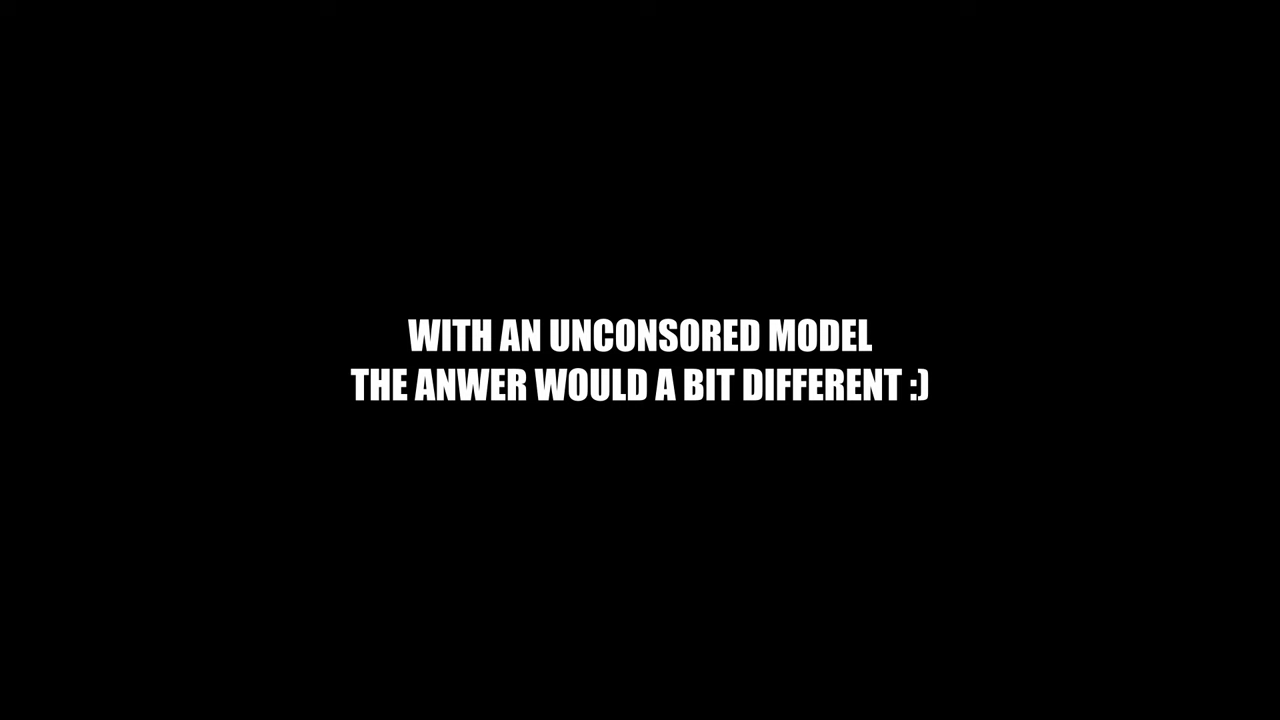 WITH AN UNCONSORED MODEL
THE ANWER WOULD A BIT DIFFERENT :)